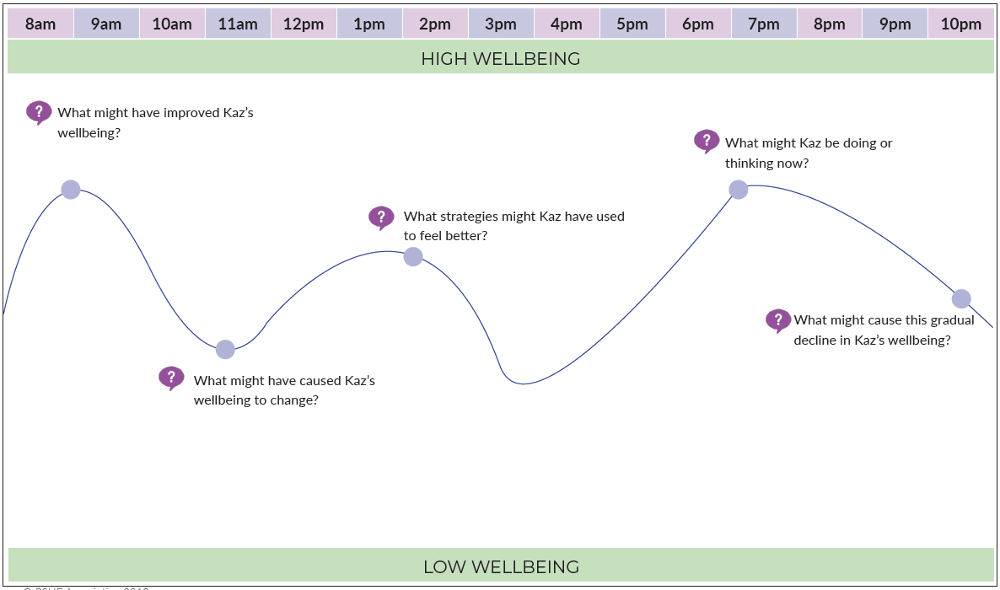 8am 9am 10am 11am 12pm 1pm 2pm 3pm 4pm 5pm 6pm 7pm 8pm 9pm 10pm
HIGH WELLBEING
? What might have improved Kaz’s
wellbeing?
? What might Kaz be doing or
thinking now?
? What strategies might Kaz have used
to feel better?
? What might cause this gradual
decline in Kaz’s wellbeing?
? What might have caused Kaz’s
wellbeing to change?
LOW WELLBEING